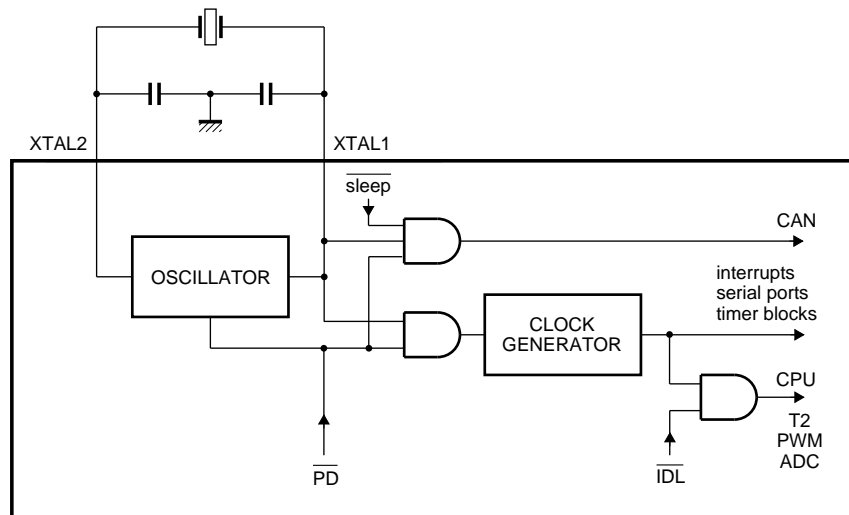 XTAL2
XTAL1
sleep
CAN
OSCILLATOR
interrupts
serial ports
timer blocks
CLOCK
GENERATOR
CPU
T2
PWM
ADC
PD
IDL